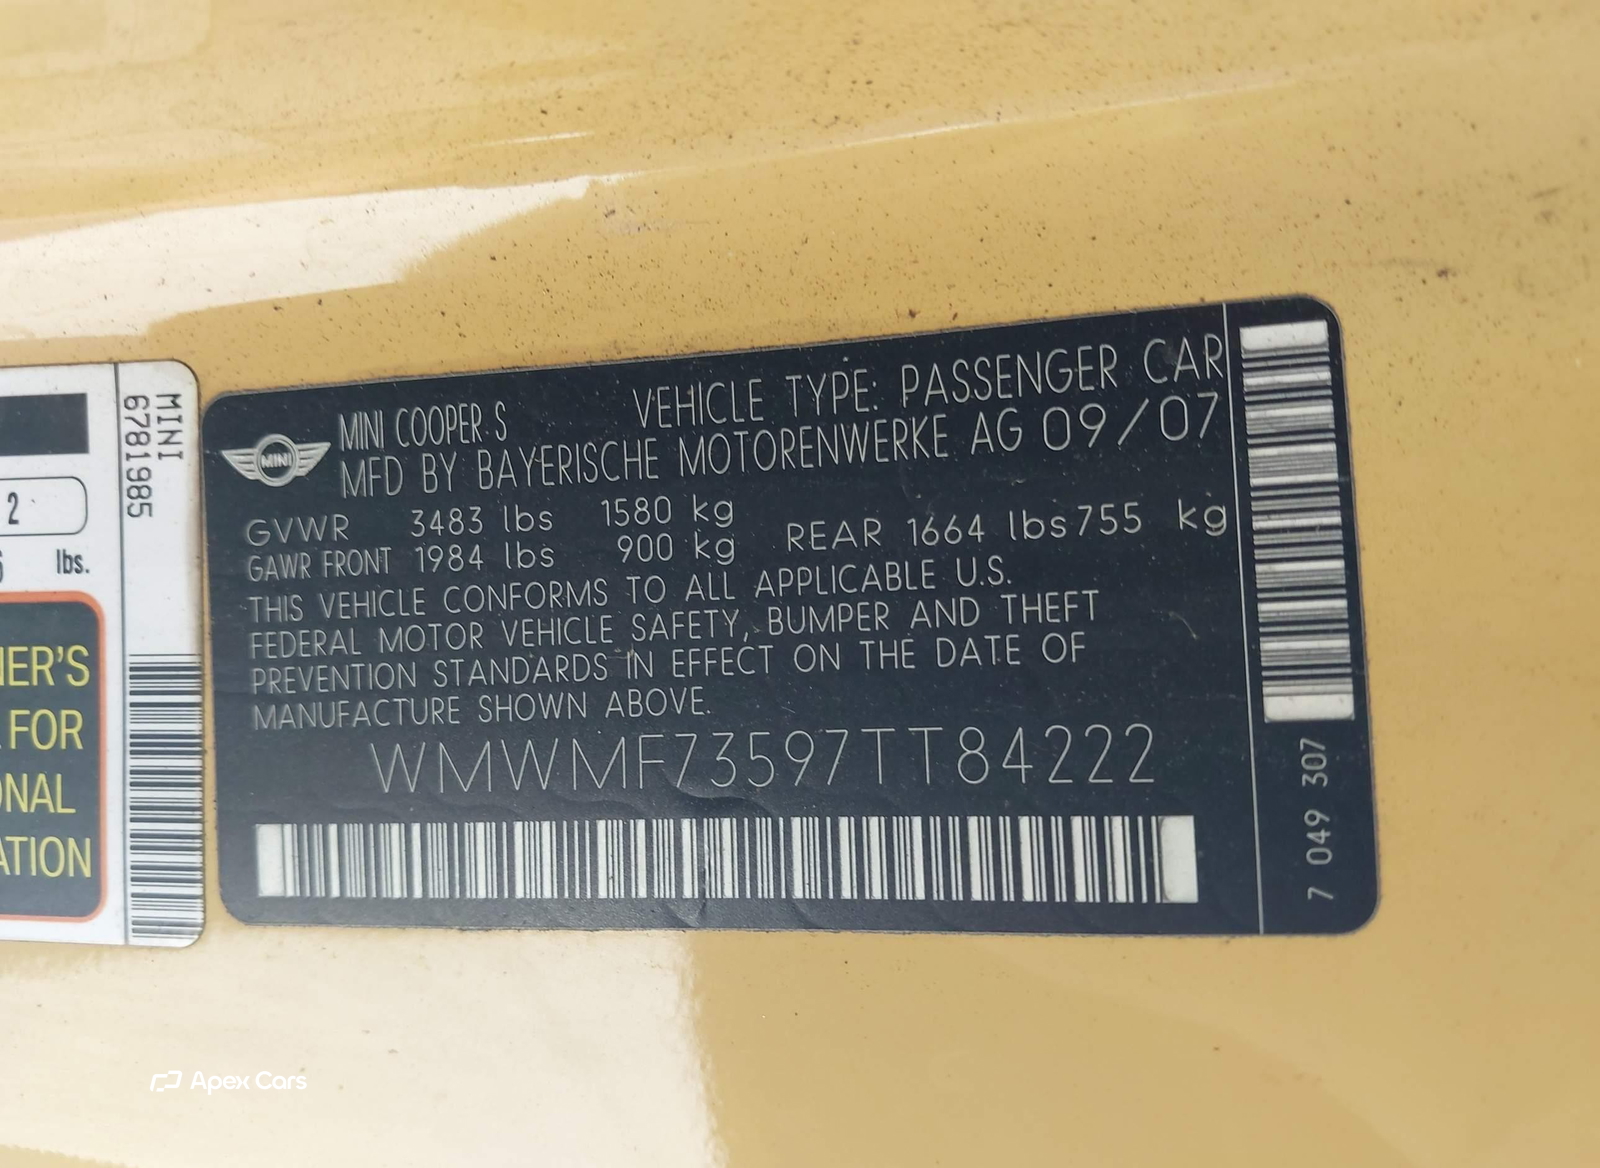 MINI
6781985
2
lbs.
NER'S
FOR
ONAL
ATION
MINI
MINI COOPER S VEHICLE TYPE: PASSENGER CAR
MFD BY BAYERISCHE MOTORENWERKE AG 09/07
GVWR 3483 lbs 1580 kg
GAWR FRONT 1984 lbs 900 kg REAR 1664 lbs 755 kg
THIS VEHICLE CONFORMS TO ALL APPLICABLE U.S.
FEDERAL MOTOR VEHICLE SAFETY, BUMPER AND THEFT
PREVENTION STANDARDS IN EFFECT ON THE DATE OF
MANUFACTURE SHOWN ABOVE.
WMWMF73597TT84222
7 049 307
Apex Cars